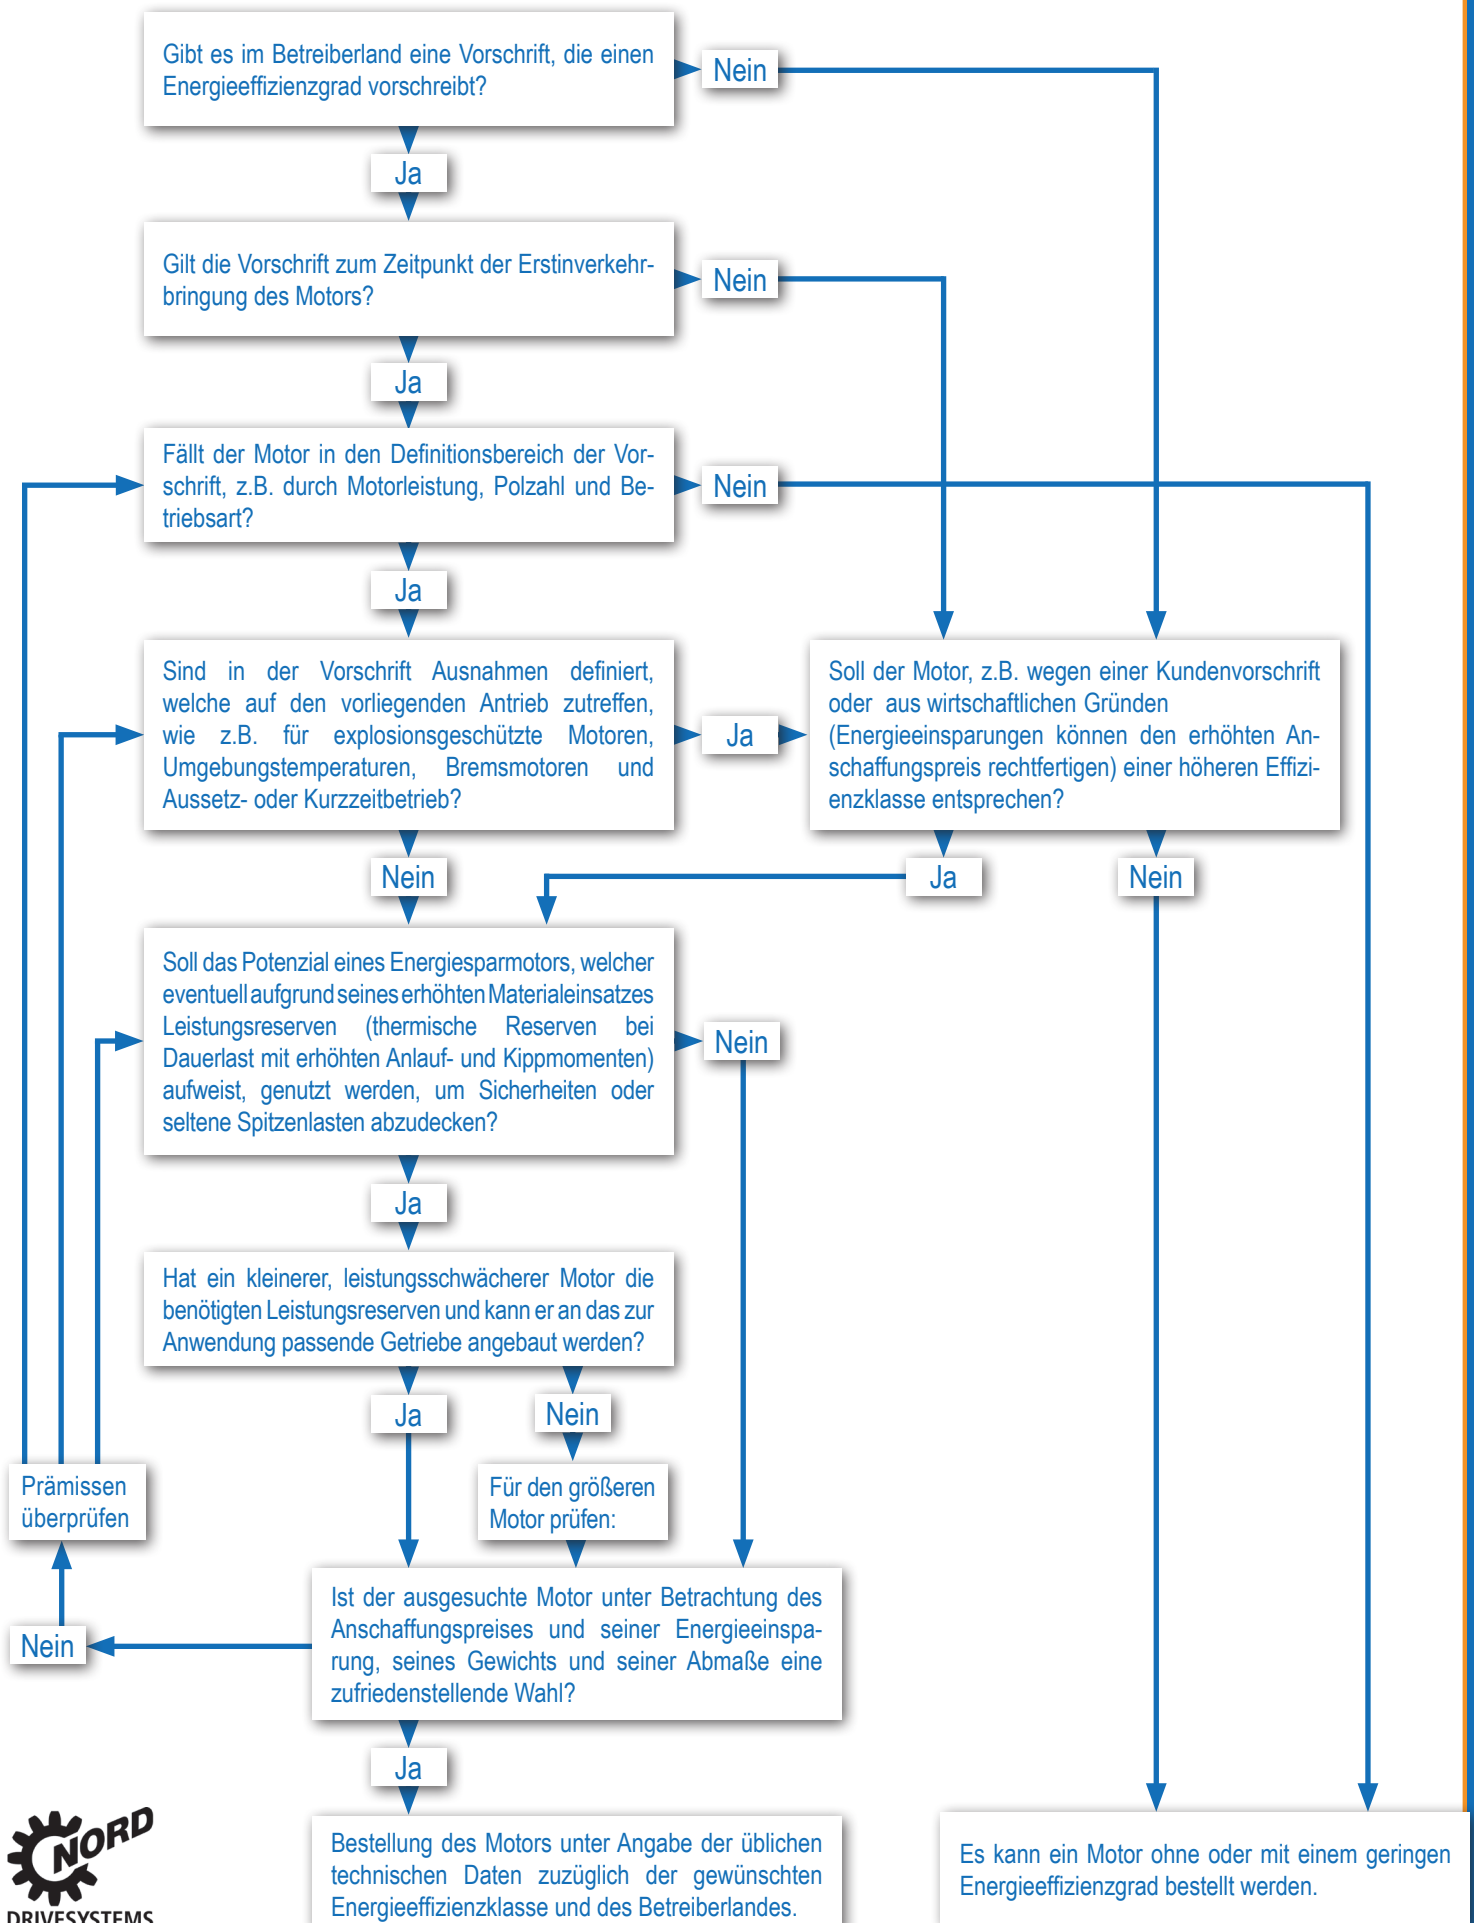 Gibt es im Betreiberland eine Vorschrift, die einen
Energieeffizienzgrad vorschreibt?
Nein
Ja
Gilt die Vorschrift zum Zeitpunkt der Erstinverkehr-
bringung des Motors?
Nein
Ja
Fällt der Motor in den Definitionsbereich der Vor-
schrift, z.B. durch Motorleistung, Polzahl und Be-
triebsart?
Nein
Ja
Sind in der Vorschrift Ausnahmen definiert,
welche auf den vorliegenden Antrieb zutreffen,
wie z.B. für explosionsgeschützte Motoren,
Umgebungstemperaturen, Bremsmotoren und
Aussetz- oder Kurzzeitbetrieb?
Ja
Soll der Motor, z.B. wegen einer Kundenvorschrift
oder aus wirtschaftlichen Gründen
(Energieeinsparungen können den erhöhten An-
schaffungspreis rechtfertigen) einer höheren Effizi-
enzklasse entsprechen?
Nein
Ja
Nein
Soll das Potenzial eines Energiesparmotors, welcher
eventuell aufgrund seines erhöhten Materialeinsatzes
Leistungsreserven (thermische Reserven bei
Dauerlast mit erhöhten Anlauf- und Kippmomenten)
aufweist, genutzt werden, um Sicherheiten oder
seltene Spitzenlasten abzudecken?
Nein
Ja
Hat ein kleinerer, leistungsschwächerer Motor die
benötigten Leistungsreserven und kann er an das zur
Anwendung passende Getriebe angebaut werden?
Ja
Nein
Prämissen
überprüfen
Für den größeren
Motor prüfen:
Ist der ausgesuchte Motor unter Betrachtung des
Anschaffungspreises und seiner Energieeinspa-
rung, seines Gewichts und seiner Abmaße eine
zufriedenstellende Wahl?
Nein
Ja
Bestellung des Motors unter Angabe der üblichen
technischen Daten zuzüglich der gewünschten
Energieeffizienzklasse und des Betreiberlandes.
Es kann ein Motor ohne oder mit einem geringen
Energieeffizienzgrad bestellt werden.
NORD
DRIVESYSTEMS